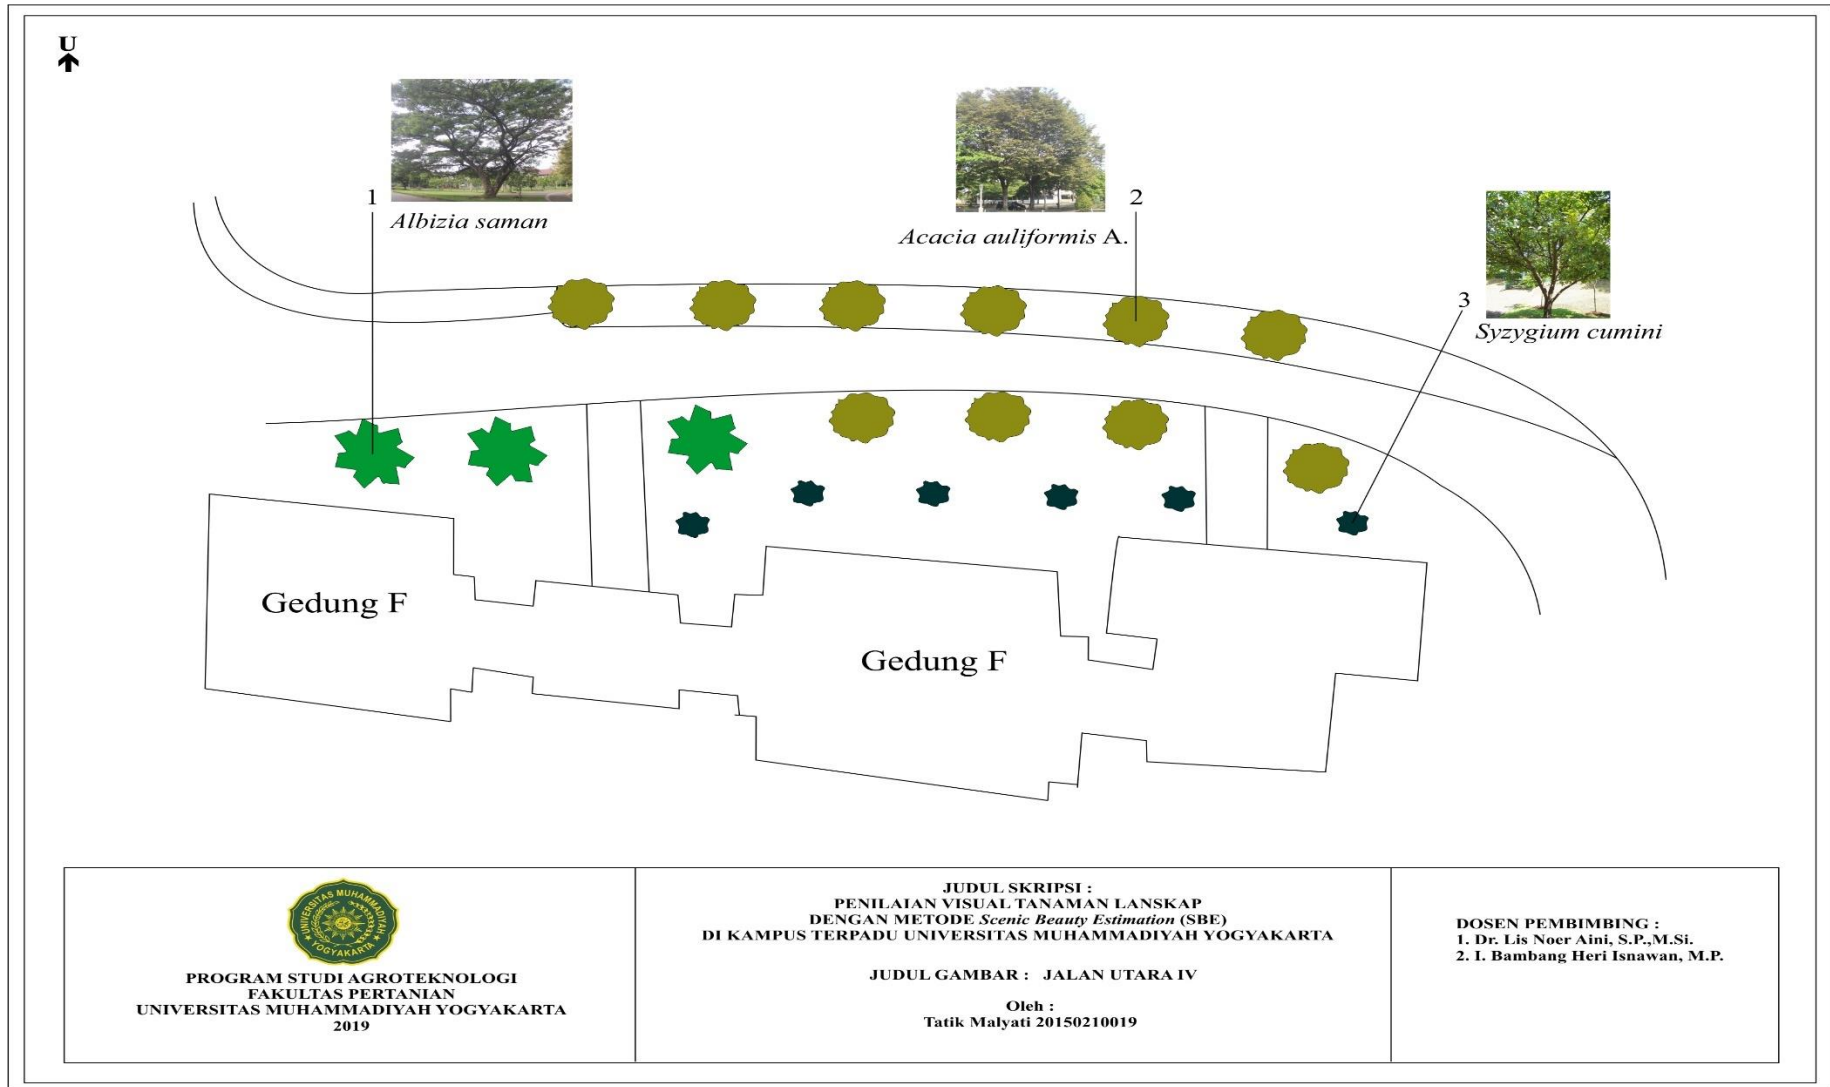 U
1
Albizia saman
2
Acacia auliformis A.
3
Syzygium cumini
Gedung F
Gedung F
UNIVERSITAS MUHAMMADIYAH
YOGYAKARTA
PROGRAM STUDI AGROTEKNOLOGI
FAKULTAS PERTANIAN
UNIVERSITAS MUHAMMADIYAH YOGYAKARTA
2019
JUDUL SKRIPSI :
PENILAIAN VISUAL TANAMAN LANSKAP
DENGAN METODE Scenic Beauty Estimation (SBE)
DI KAMPUS TERPADU UNIVERSITAS MUHAMMADIYAH YOGYAKARTA
JUDUL GAMBAR : JALAN UTARA IV
Oleh :
Tatik Malyati 20150210019
DOSEN PEMBIMBING :
1. Dr. Lis Noer Aini, S.P.,M.Si.
2. I. Bambang Heri Isnawan, M.P.